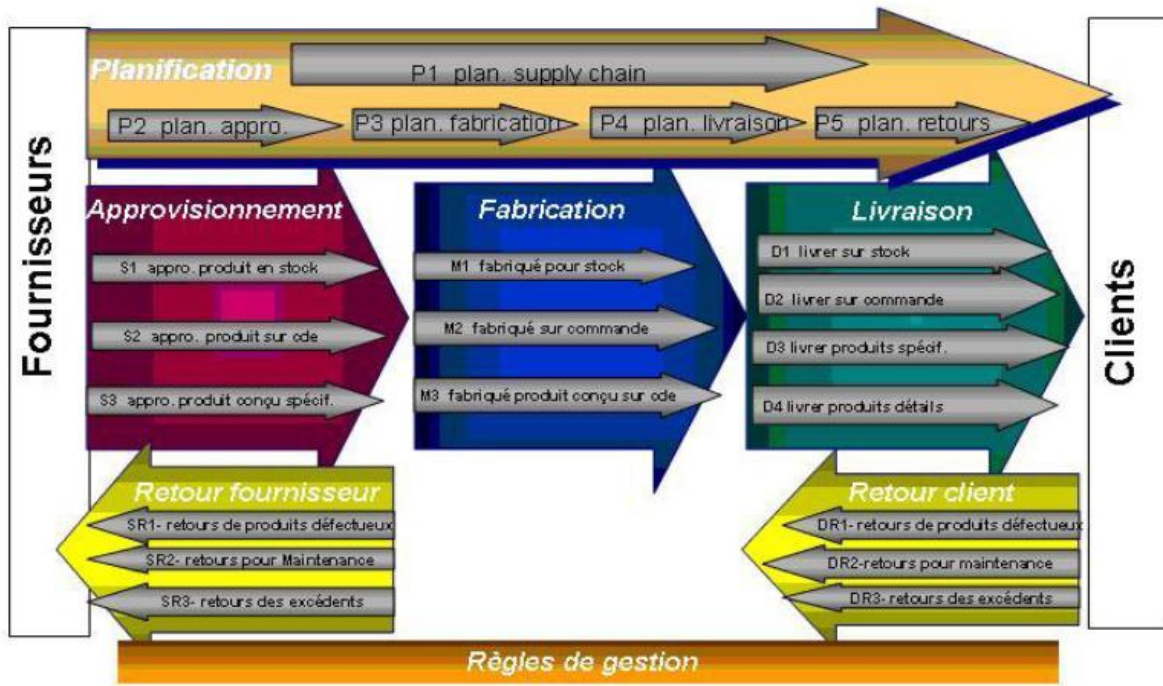 Fournisseurs
Planification
P1 plan. supply chain
P2 plan. appro.
P3 plan. fabrication
P4 plan. livraison
P5 plan. retours
Approvisionnement
S1 appro. produit en stock
S2 appro. produit sur cde
S3 appro. produit conçu spécif.
Fabrication
M1 fabriqué pour stock
M2 fabriqué sur commande
M3 fabriqué produit conçu sur cde
Livraison
D1 livrer sur stock
D2 livrer sur commande
D3 livrer produits spécif.
D4 livrer produits détails
Retour fournisseur
SR1- retours de produits défectueux
SR2- retours pour Maintenance
SR3- retours des excédents
Retour client
DR1- retours de produits défectueux
DR2-retours pour maintenance
DR3- retours des excédents
Clients
Règles de gestion